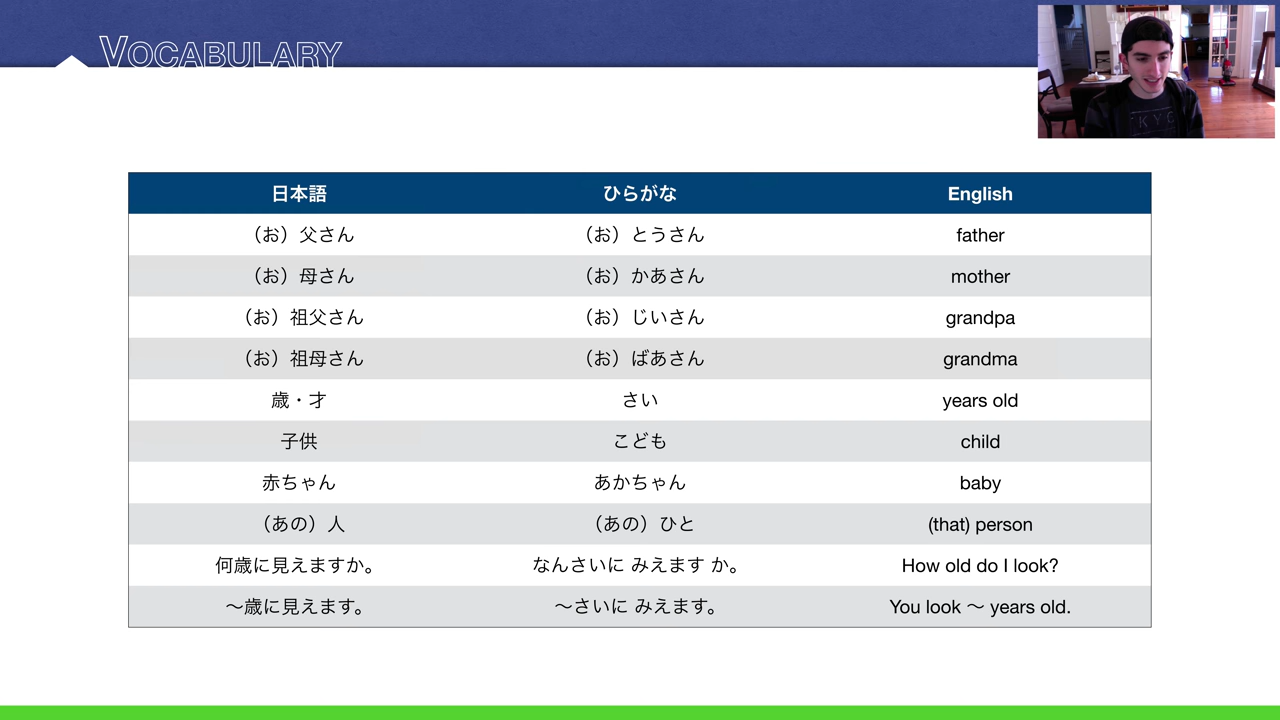 VOCABULARY
KYC
日本語 ひらがな English
（お）父さん （お）とうさん father
（お）母さん （お）かあさん mother
（お）祖父さん （お）じいさん grandpa
（お）祖母さん （お）ばあさん grandma
歳・才 さい years old
子供 こども child
赤ちゃん あかちゃん baby
（あの）人 （あの）ひと (that) person
何歳に見えますか。 なんさいに みえます か。 How old do I look?
〜歳に見えます。 〜さいに みえます。 You look 〜 years old.